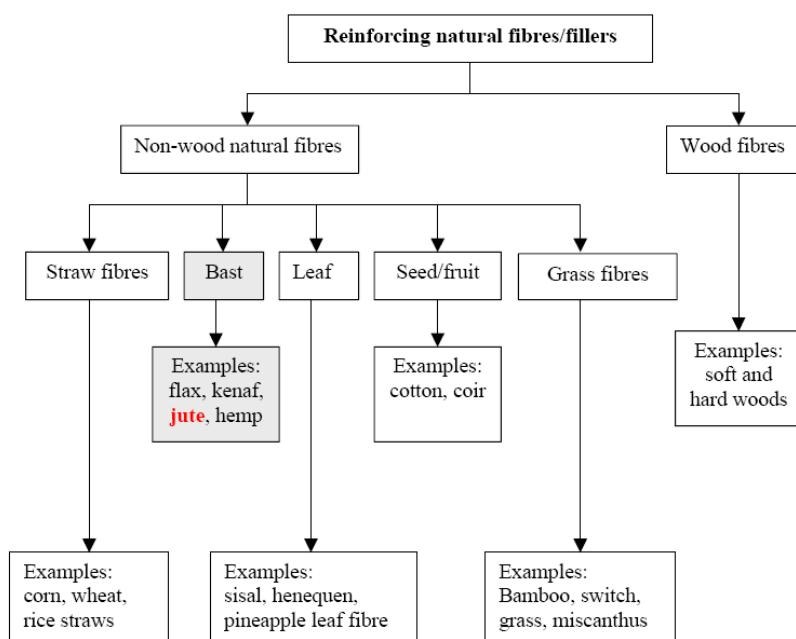 Reinforcing natural fibres/fillers
Non-wood natural fibres
Wood fibres
Straw fibres
Bast
Leaf
Seed/fruit
Grass fibres
Examples:
flax, kenaf,
jute, hemp
Examples:
cotton, coir
Examples:
soft and
hard woods
Examples:
corn, wheat,
rice straws
Examples:
sisal, henequen,
pineapple leaf fibre
Examples:
Bamboo, switch,
grass, miscanthus